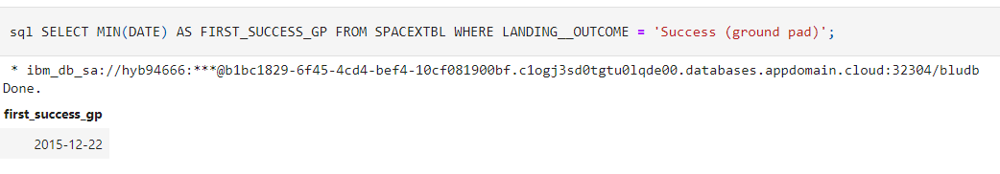 sql SELECT MIN(DATE) AS FIRST_SUCCESS_GP FROM SPACEXTBL WHERE LANDING__OUTCOME = 'Success (ground pad)';
* ibm_db_sa://hyb94666:***@b1bc1829-6f45-4cd4-bef4-10cf081900bf.c1ogj3sd0tgtu0lqde00.databases.appdomain.cloud:32304/bludb
Done.
first_success_gp
2015-12-22